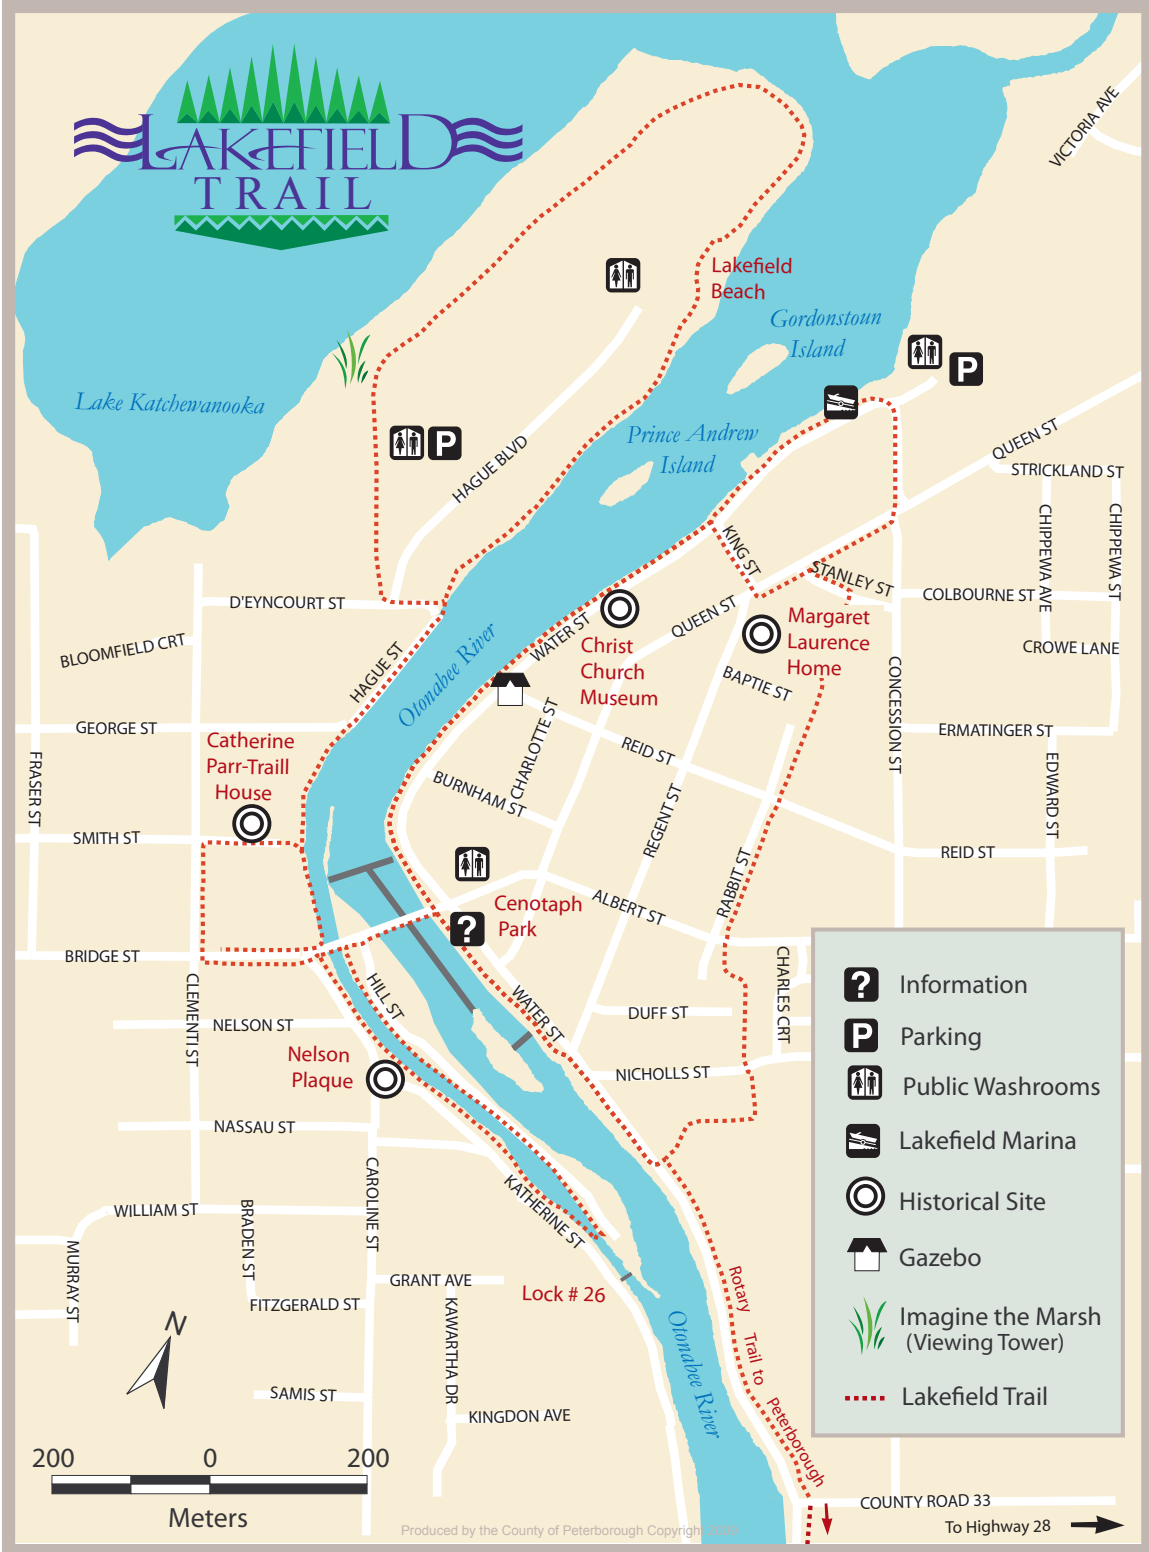 LAKEFIELD
TRAIL
VICTORIA AVE
Lakefield
Beach
Gordonstoun
Island
P
Lake Katchewanooka
Prince Andrew
Island
P
HAGUE BLVD
QUEEN ST
STRICKLAND ST
CHIPPEWA AVE
CHIPPEWA ST
KING ST
STANLEY ST
COLBOURNE ST
D'EYNCOURT ST
BLOOMFIELD CRT
HAGUE ST
Otonabee River
WATER ST
QUEEN ST
Christ
Church
Museum
Margaret
Laurence
Home
CROWE LANE
BAPTIE ST
CONCESSION ST
GEORGE ST
ERMATINGER ST
Catherine
Parr-Traill
House
FRASER ST
CHARLOTTE ST
REID ST
BURNHAM ST
EDWARD ST
SMITH ST
REGENT ST
REID ST
RABBIT ST
ALBERT ST
Cenotaph
Park
?
BRIDGE ST
CLEMENTI ST
HILL ST
WATER ST
CHARLES CRT
NELSON ST
DUFF ST
Nelson
Plaque
NICHOLLS ST
NASSAU ST
CAROLINE ST
KATHERINE ST
WILLIAM ST
BRADEN ST
MURRAY ST
GRANT AVE
Lock # 26
FITZGERALD ST
KAWARTHA DR
Otonabee River
Rotary Trail to Peterborough
SAMIS ST
KINGDON AVE
N
? Information
P Parking
Public Washrooms
Lakefield Marina
Historical Site
Gazebo
Imagine the Marsh
(Viewing Tower)
Lakefield Trail
200 0 200
Meters
COUNTY ROAD 33
To Highway 28
Produced by the County of Peterborough Copyright